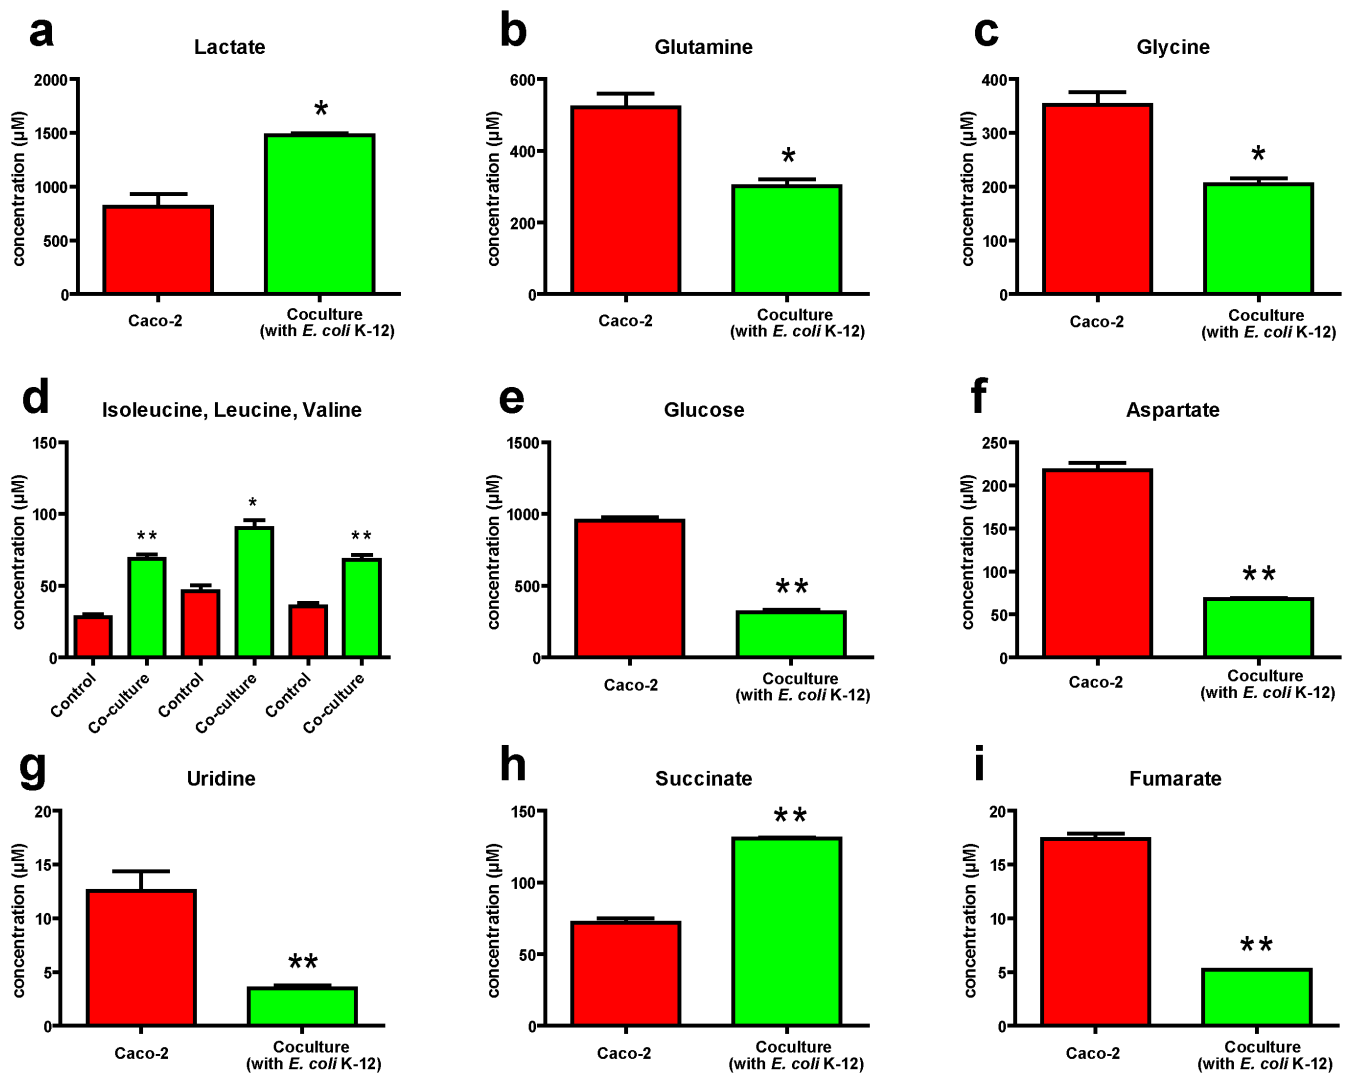 a
Lactate
concentration (µM)
2000
1500
1000
500
0
*
Caco-2
Coculture
(with E. coli K-12)
b
Glutamine
concentration (µM)
600
400
200
0
*
Caco-2
Coculture
(with E. coli K-12)
c
Glycine
concentration (µM)
400
300
200
100
0
*
Caco-2
Coculture
(with E. coli K-12)
d
Isoleucine, Leucine, Valine
concentration (µM)
150
100
50
0
**
*
**
Control
Co-culture
Control
Co-culture
Control
Co-culture
e
Glucose
concentration (µM)
1500
1000
500
0
**
Caco-2
Coculture
(with E. coli K-12)
f
Aspartate
concentration (µM)
250
200
150
100
50
0
**
Caco-2
Coculture
(with E. coli K-12)
g
Uridine
concentration (µM)
20
15
10
5
0
**
Caco-2
Coculture
(with E. coli K-12)
h
Succinate
concentration (µM)
150
100
50
0
**
Caco-2
Coculture
(with E. coli K-12)
i
Fumarate
concentration (µM)
20
15
10
5
0
**
Caco-2
Coculture
(with E. coli K-12)